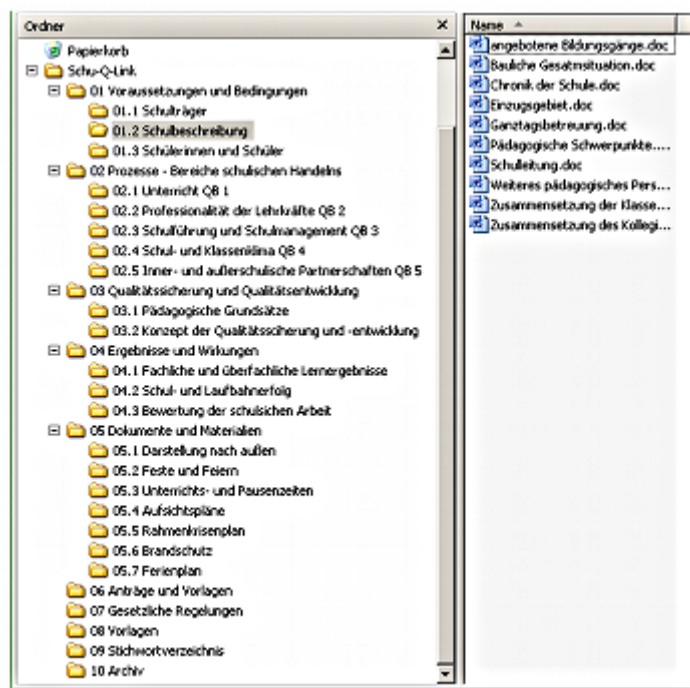 Ordner
Papierkorb
Schu-Q-Link
01 Voraussetzungen und Bedingungen
01.1 Schulträger
01.2 Schulbeschreibung
01.3 Schülerinnen und Schüler
02 Prozesse - Bereiche schulischen Handelns
02.1 Unterricht QB 1
02.2 Professionalität der Lehrkräfte QB 2
02.3 Schulführung und Schulmanagement QB 3
02.4 Schul- und Klassenklima QB 4
02.5 Inner- und außerschulische Partnerschaften QB 5
03 Qualitätssicherung und Qualitätsentwicklung
03.1 Pädagogische Grundsätze
03.2 Konzept der Qualitätssciherung und -entwicklung
04 Ergebnisse und Wirkungen
04.1 Fachliche und überfachliche Lernergebnisse
04.2 Schul- und Laufbahnerfolg
04.3 Bewertung der schulsichen Arbeit
05 Dokumente und Materialien
05.1 Darstellung nach außen
05.2 Feste und Feiern
05.3 Unterrichts- und Pausenzeiten
05.4 Aufsichtspläne
05.5 Rahmenkrisenplan
05.6 Brandschutz
05.7 Ferienplan
06 Anträge und Vorlagen
07 Gesetzliche Regelungen
08 Vorlagen
09 Stichwortverzeichnis
10 Archiv
Name
angebotene Bildungsgänge.doc
Bauliche Gesatmsituation.doc
Chronik der Schule.doc
Einzugsgebiet.doc
Ganztagsbetreuung.doc
Pädagogische Schwerpunkte....
Schulleitung.doc
Weiteres pädagogisches Pers...
Zusammensetzung der Klasse...
Zusammensetzung des Kollegi...